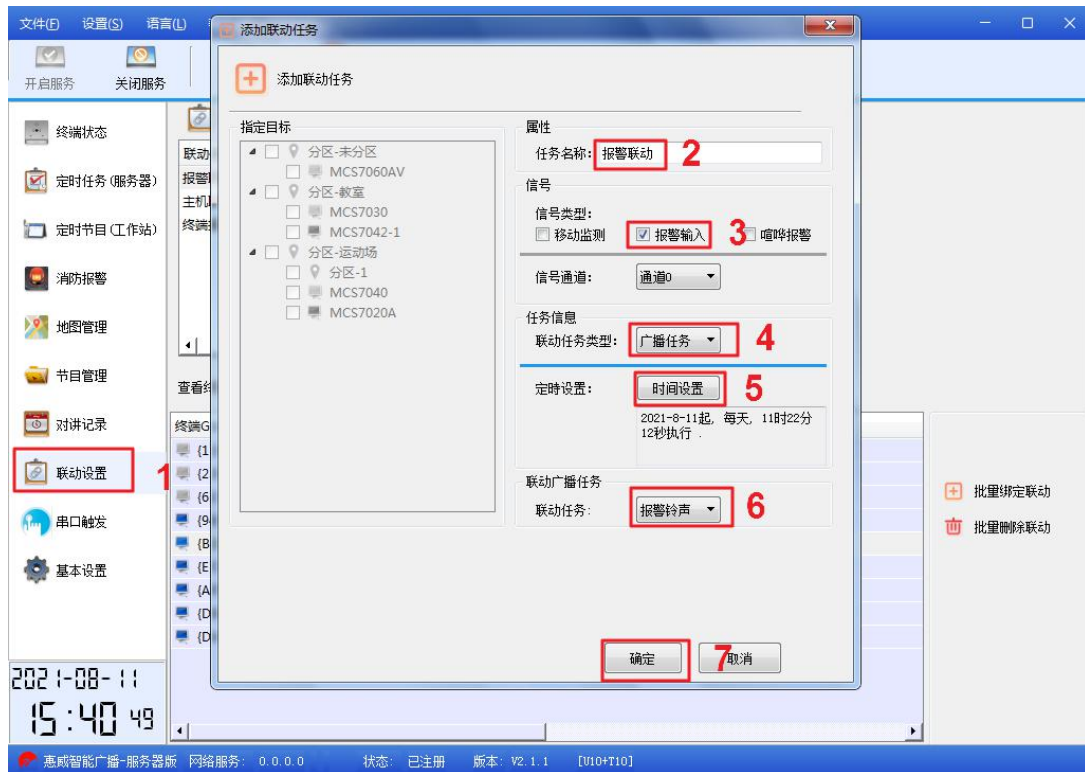 文件(F) 设置(S) 语言(L)
添加联动任务
开启服务 关闭服务
添加联动任务
终端状态
定时任务(服务器)
定时节目(工作站)
消防报警
地图管理
节目管理
对讲记录
联动设置
1
串口触发
基本设置
2021-08-11
15:40 49
联动
报警
主机
终端
查看终
终端G
{1
{2
{6
{9
{B
{E
{A
{D
{D
指定目标
分区-未分区
MCS7060AV
分区-教室
MCS7030
MCS7042-1
分区-运动场
分区-1
MCS7040
MCS7020A
属性
任务名称: 报警联动 2
信号
信号类型:
移动监测 报警输入 3 喧哗报警
信号通道: 通道0
任务信息
联动任务类型: 广播任务 4
定時设置: 时间设置 5
2021-8-11起, 每天, 11时22分
12秒执行 .
联动广播任务
联动任务: 报警铃声 6
确定 7 取消
批量绑定联动
批量删除联动
惠威智能广播-服务器版 网络服务: 0.0.0.0 状态: 已注册 版本: V2.1.1 [U10+T10]